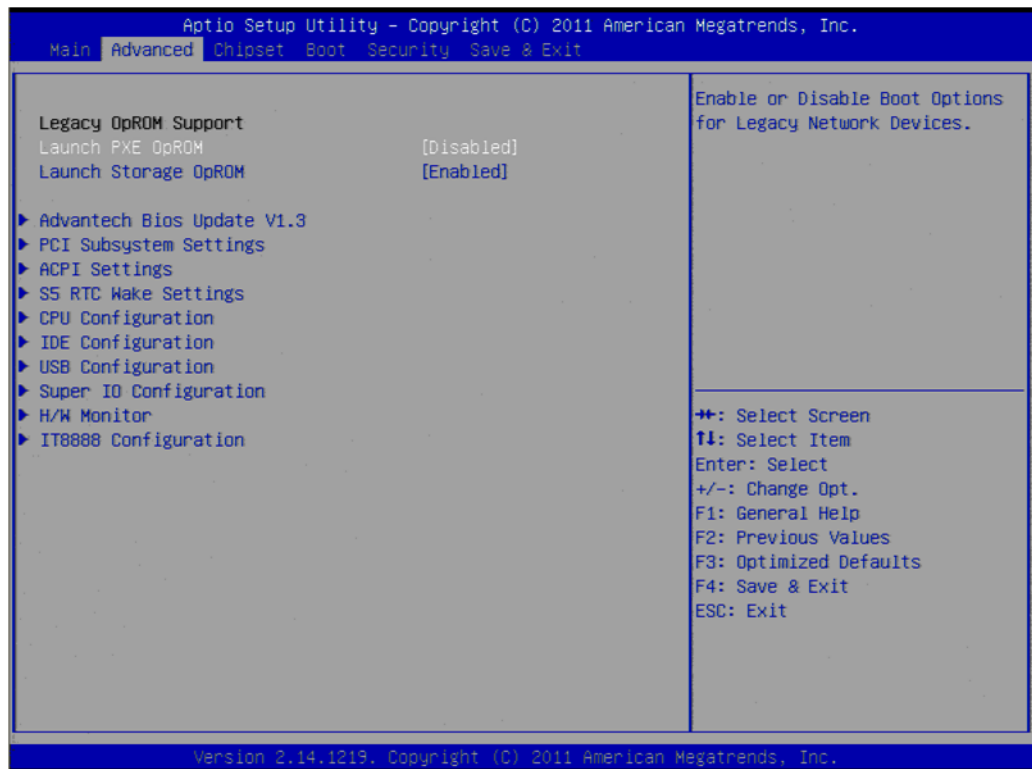 Aptio Setup Utility – Copyright (C) 2011 American Megatrends, Inc.
Main Advanced Chipset Boot Security Save & Exit
Legacy OpROM Support
Launch PXE OpROM [Disabled]
Launch Storage OpROM [Enabled]
Advantech Bios Update V1.3
PCI Subsystem Settings
ACPI Settings
S5 RTC Wake Settings
CPU Configuration
IDE Configuration
USB Configuration
Super IO Configuration
H/W Monitor
IT8888 Configuration
Enable or Disable Boot Options
for Legacy Network Devices.
→←: Select Screen
↑↓: Select Item
Enter: Select
+/-: Change Opt.
F1: General Help
F2: Previous Values
F3: Optimized Defaults
F4: Save & Exit
ESC: Exit
Version 2.14.1219. Copyright (C) 2011 American Megatrends, Inc.